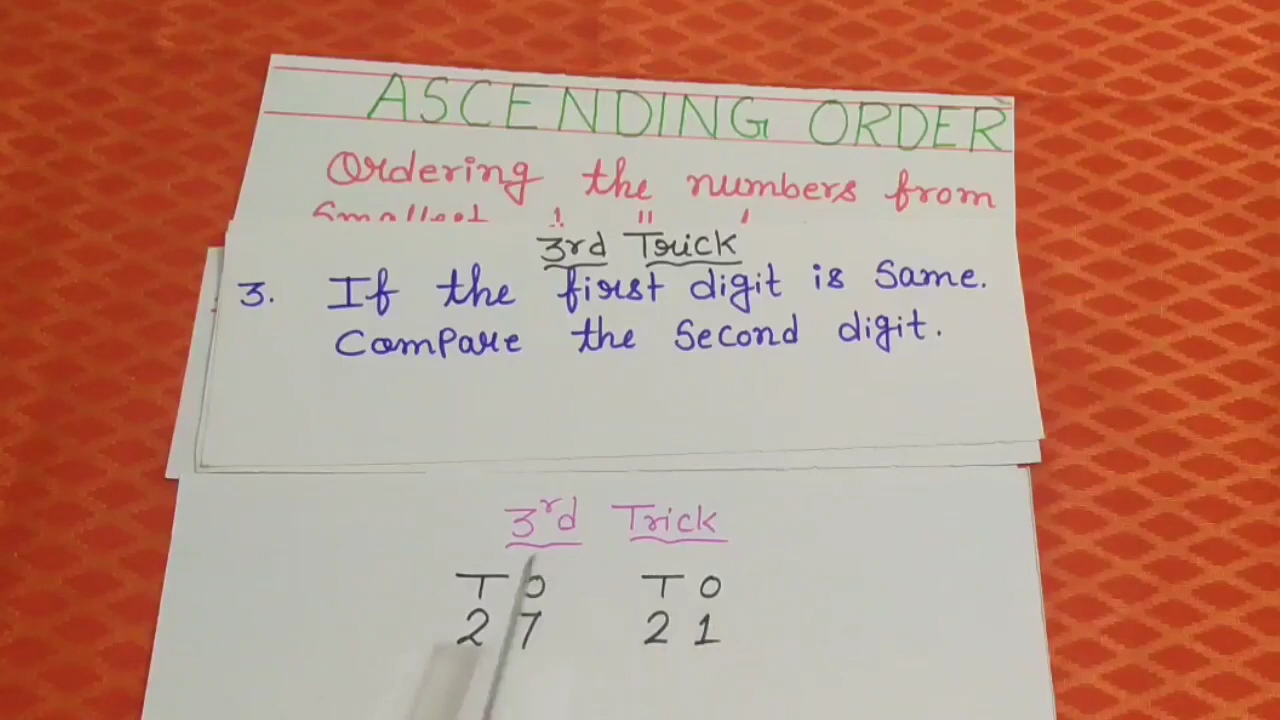 ASCENDING ORDER
Ordering the numbers from
3rd Trick
3. If the first digit is same.
Compare the second digit.
3rd Trick
T O T O
2 7 2 1